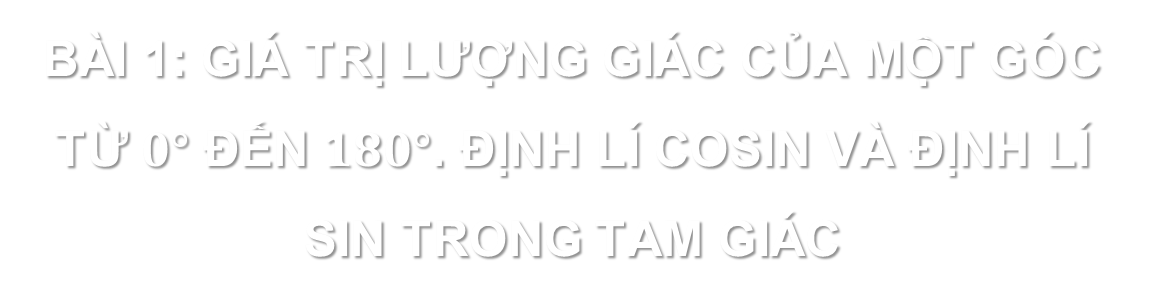 BÀI 1: GIÁ TRỊ LƯỢNG GIÁC CỦA MỘT GÓC
TỪ 0° ĐẾN 180°. ĐỊNH LÍ COSIN VÀ ĐỊNH LÍ
SIN TRONG TAM GIÁC